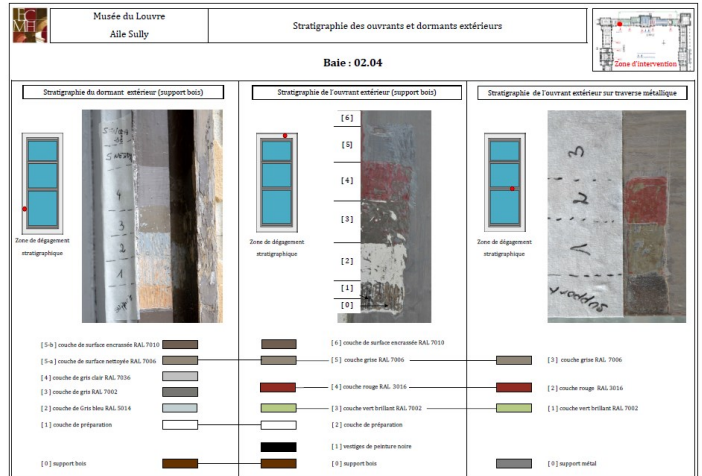 ECMH
Musée du Louvre
Aile Sully
Stratigraphie des ouvrants et dormants extérieurs
Zone d'intervention
Baie : 02.04
Stratigraphie du dormant extérieur (support bois)
Zone de dégagement
stratigraphique
4
3
2
1
[ 5-b ] couche de surface encrassée RAL 7010
[ 5-a ] couche de surface nettoyée RAL 7006
[ 4 ] couche de gris clair RAL 7036
[ 3 ] couche de gris RAL 7002
[ 2 ] couche de Gris bleu RAL 5014
[ 1 ] couche de préparation
[ 0 ] support bois
Stratigraphie de l'ouvrant extérieur (support bois)
Zone de dégagement
stratigraphique
[6]
[5]
[4]
[3]
[2]
[1]
[0]
[ 6 ] couche de surface encrassée RAL 7010
[ 5 ] couche grise RAL 7006
[ 4 ] couche rouge RAL 3016
[ 3 ] couche vert brillant RAL 7002
[ 2 ] couche de préparation
[ 1 ] vestiges de peinture noire
[ 0 ] support bois
Stratigraphie de l'ouvrant extérieur sur traverse métallique
Zone de dégagement
stratigraphique
3
2
1
support
[ 3 ] couche grise RAL 7006
[ 2 ] couche rouge RAL 3016
[ 1 ] couche vert brillant RAL 7002
[ 0 ] support métal